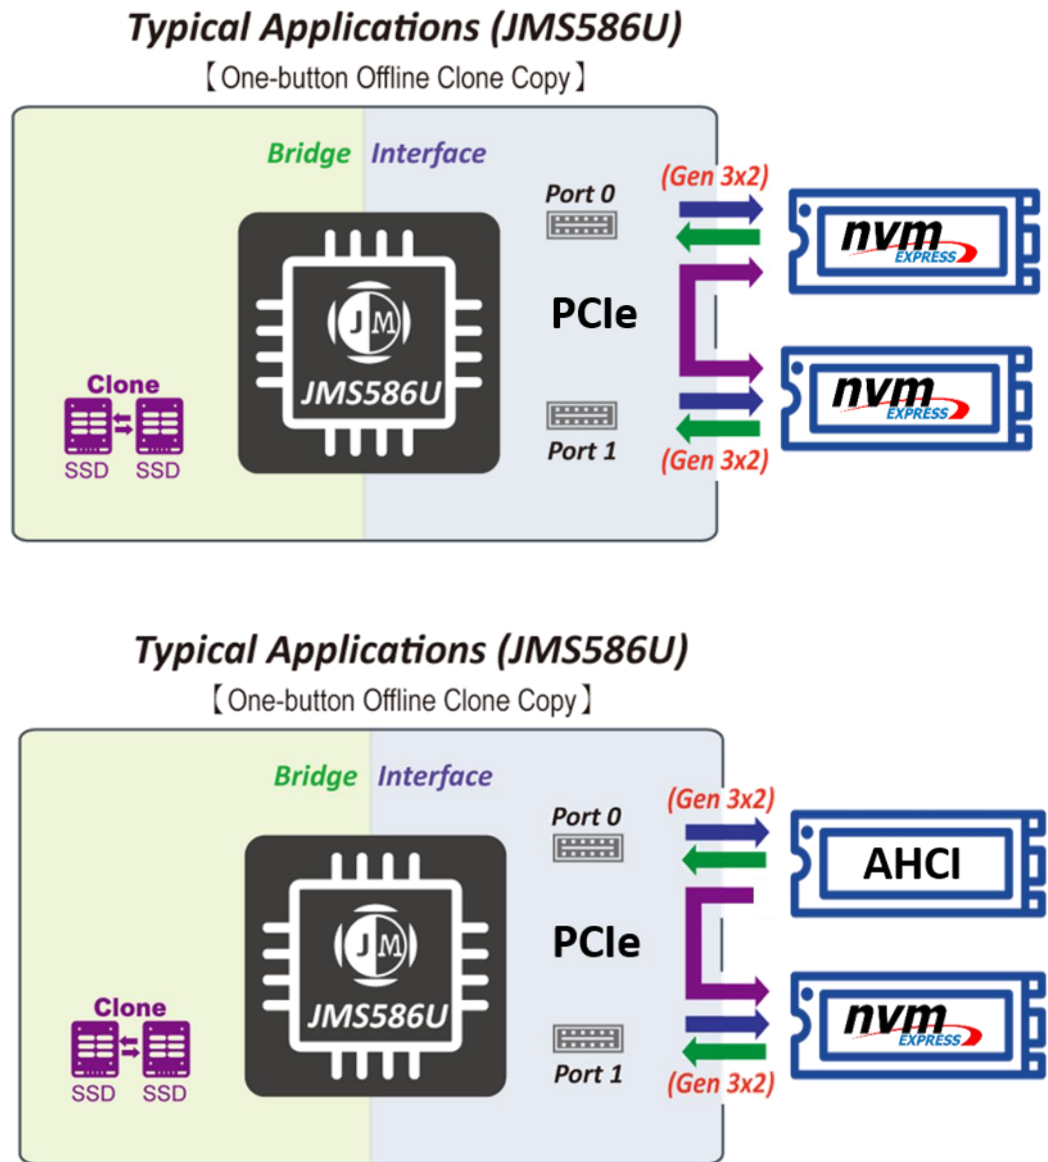 Typical Applications (JMS586U)
【One-button Offline Clone Copy】
Bridge Interface
(Gen 3x2)
Port 0
nvm
EXPRESS
PCIe
JM
JMS586U
Clone
SSD SSD
nvm
EXPRESS
Port 1
(Gen 3x2)
Typical Applications (JMS586U)
【One-button Offline Clone Copy】
Bridge Interface
(Gen 3x2)
Port 0
AHCI
PCIe
JM
JMS586U
Clone
SSD SSD
nvm
EXPRESS
Port 1
(Gen 3x2)